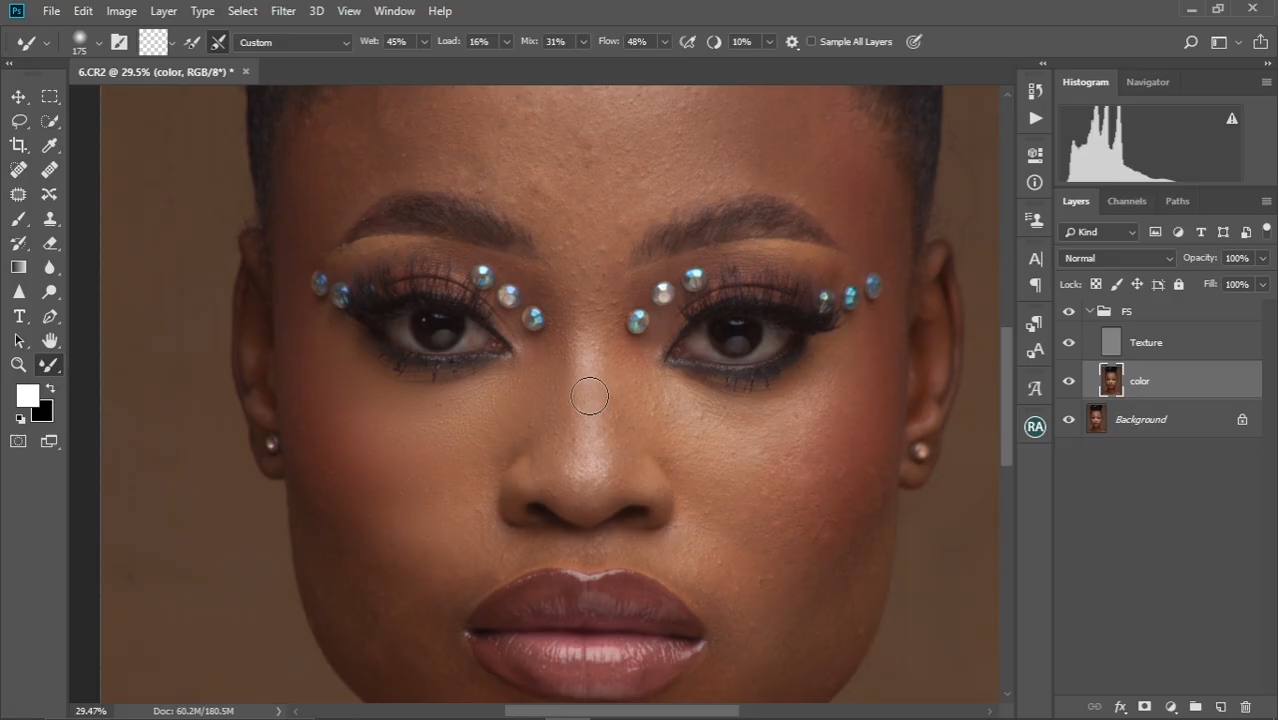 Ps File Edit Image Layer Type Select Filter 3D View Window Help
175 Custom Wet: 45% Load: 16% Mix: 31% Flow: 48% 10% Sample All Layers
6.CR2 @ 29.5% (color, RGB/8*) *
Histogram Navigator
Layers Channels Paths
Kind
Normal Opacity: 100%
Lock: Fill: 100%
FS
Texture
color
Background
RA
29.47% Doc: 60.2M/180.5M